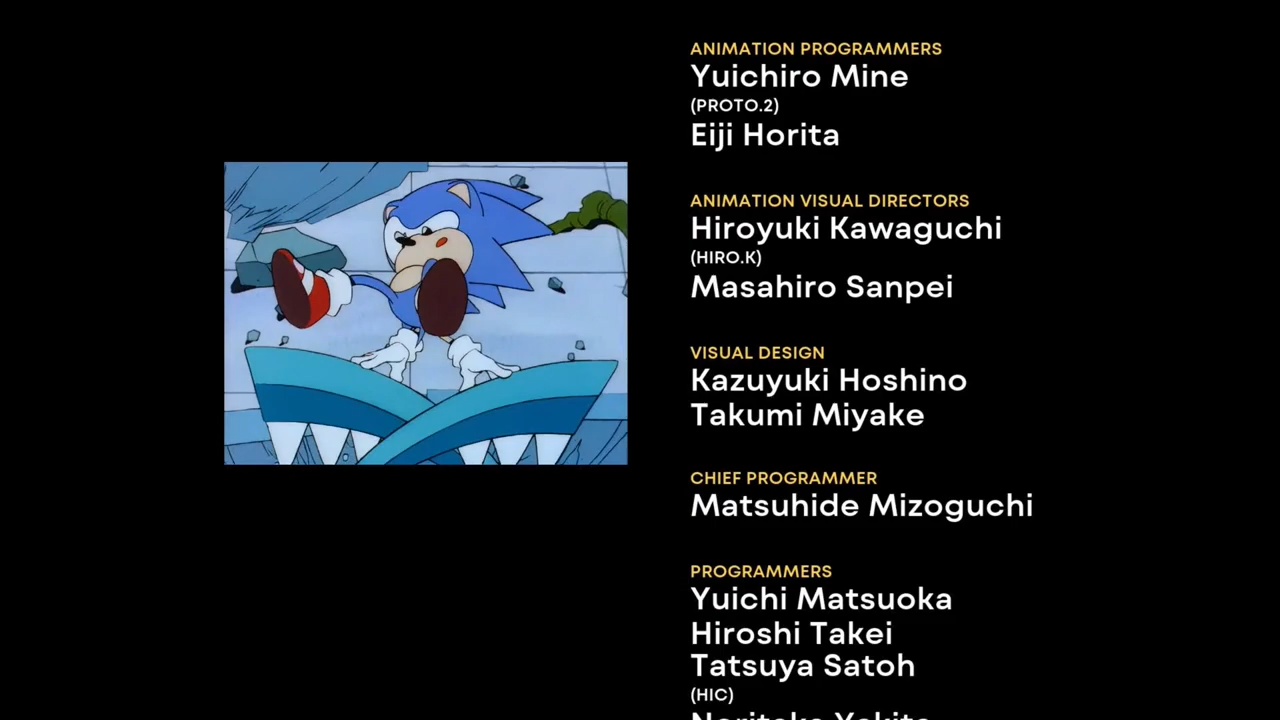 ANIMATION PROGRAMMERS
Yuichiro Mine
(PROTO.2)
Eiji Horita
ANIMATION VISUAL DIRECTORS
Hiroyuki Kawaguchi
(HIRO.K)
Masahiro Sanpei
VISUAL DESIGN
Kazuyuki Hoshino
Takumi Miyake
CHIEF PROGRAMMER
Matsuhide Mizoguchi
PROGRAMMERS
Yuichi Matsuoka
Hiroshi Takei
Tatsuya Satoh
(HIC)